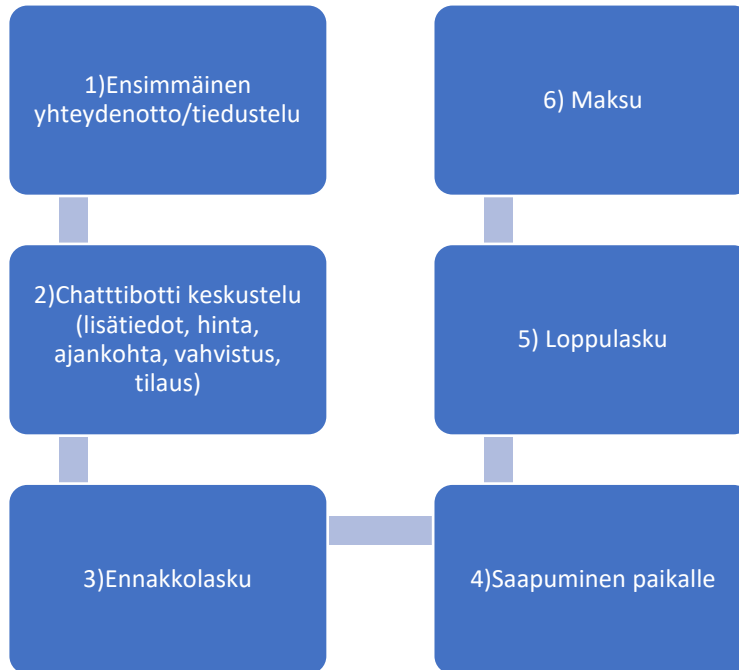 1)Ensimmäinen
yhteydenotto/tiedustelu
2)Chatttibotti keskustelu
(lisätiedot, hinta,
ajankohta, vahvistus,
tilaus)
3)Ennakkolasku
4)Saapuminen paikalle
5) Loppulasku
6) Maksu